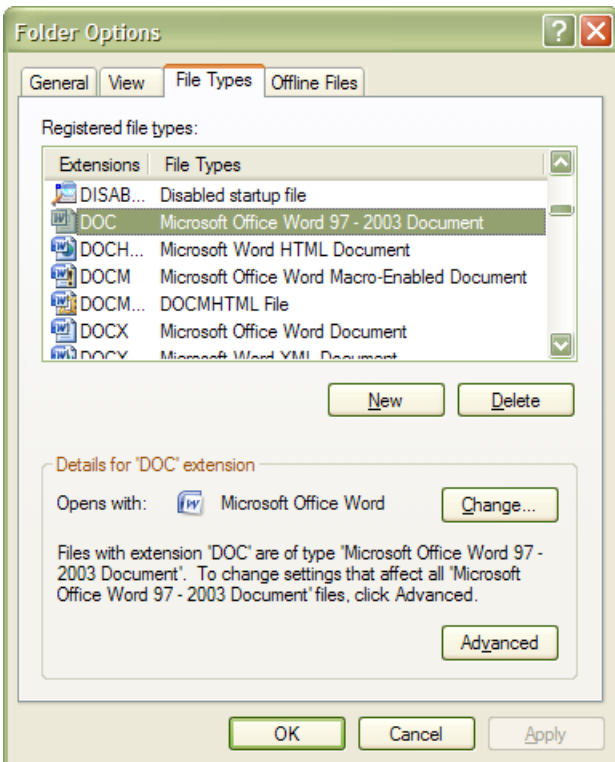 Folder Options
General View File Types Offline Files
Registered file types:
Extensions File Types
DISAB... Disabled startup file
DOC Microsoft Office Word 97 - 2003 Document
DOCH... Microsoft Word HTML Document
DOCM Microsoft Office Word Macro-Enabled Document
DOCM... DOCMHTML File
DOCX Microsoft Office Word Document
Microsoft Word XML Document
New Delete
Details for "DOC" extension
Opens with: Microsoft Office Word Change...
Files with extension "DOC" are of type "Microsoft Office Word 97 -
2003 Document". To change settings that affect all "Microsoft
Office Word 97 - 2003 Document" files, click Advanced.
Advanced
OK Cancel Apply